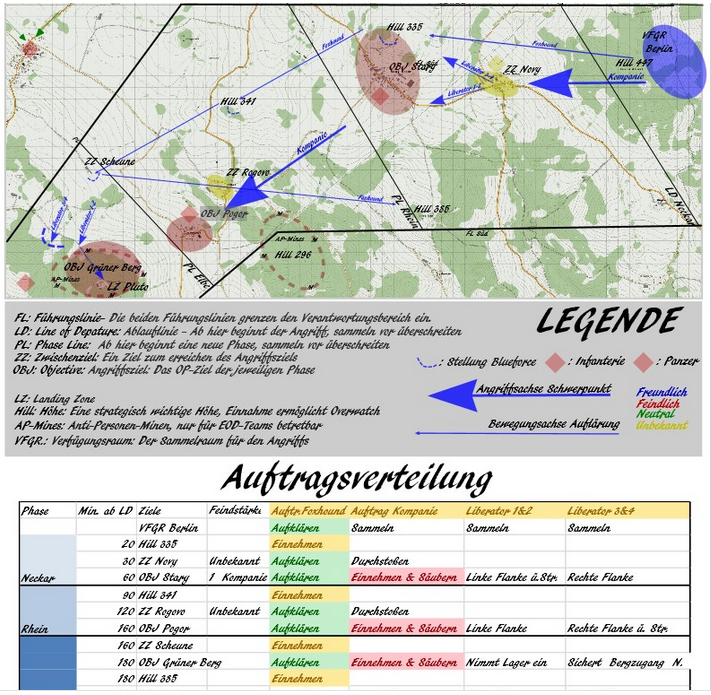 Hill 335
VFGR
Berlin
Foxhound
Foxhound
Hill 447
OBJ Stary
ZZ Novy
Liberator 3-4
Kompanie
Liberator 1-2
Hill 341
Kompanie
ZZ Scheune
ZZ Rogovo
LD Neckar
Foxhound
PL Rhein
OBJ Pogor
Hill 385
FL Süd
AP-Mines
M
M
Hill 296
M
M
OBJ Grüner Berg
AP-Mines
M
LZ Pluto
M
PL Elbe
FL: Führungslinie- Die beiden Führungslinien grenzen den Verantwortungsbereich ein.
LD: Line of Depature: Ablauflinie - Ab hier beginnt der Angriff, sammeln vor überschreiten
PL: Phase Line: Ab hier beginnt eine neue Phase, sammeln vor überschreiten
ZZ: Zwischenziel: Ein Ziel zum erreichen des Angriffsziels
OBJ: Objective: Angriffsziel: Das OP-Ziel der jeweiligen Phase
LZ: Landing Zone
Hill: Höhe: Eine strategisch wichtige Höhe, Einnahme ermöglicht Overwatch
AP-Mines: Anti-Personen-Minen, nur für EOD-Teams betretbar
VFGR.: Verfügungsraum: Der Sammelraum für den Angriffs
LEGENDE
: Stellung Blueforce : Infanterie : Panzer
Angriffsachse Schwerpunkt
Bewegungsachse Auflärung
Freundlich
Feindlich
Neutral
Unbekannt
Auftragsverteilung
Phase Min. ab LD Ziele Feindstärke Auftr.Foxhound Auftrag Kompanie Liberator 1&2 Liberator 3&4
VFGR Berlin Aufklären Sammeln Sammeln Sammeln
20 Hill 335 Einnehmen
30 ZZ Novy Unbekannt Aufklären Durchstoßen
Neckar 60 OBJ Stary 1 Kompanie Aufklären Einnehmen & Säubern Linke Flanke ü.Str. Rechte Flanke
90 Hill 341 Einnehmen
120 ZZ Rogovo Unbekannt Aufklären Durchstoßen
Rhein 160 OBJ Pogor Aufklären Einnehmen & Säubern Linke Flanke Rechte Flanke ü. Str.
160 ZZ Scheune Einnehmen
180 OBJ Grüner Berg Aufklären Einnehmen & Säubern Nimmt Lager ein Sichert Bergzugang N.
180 Hill 385 Einnehmen